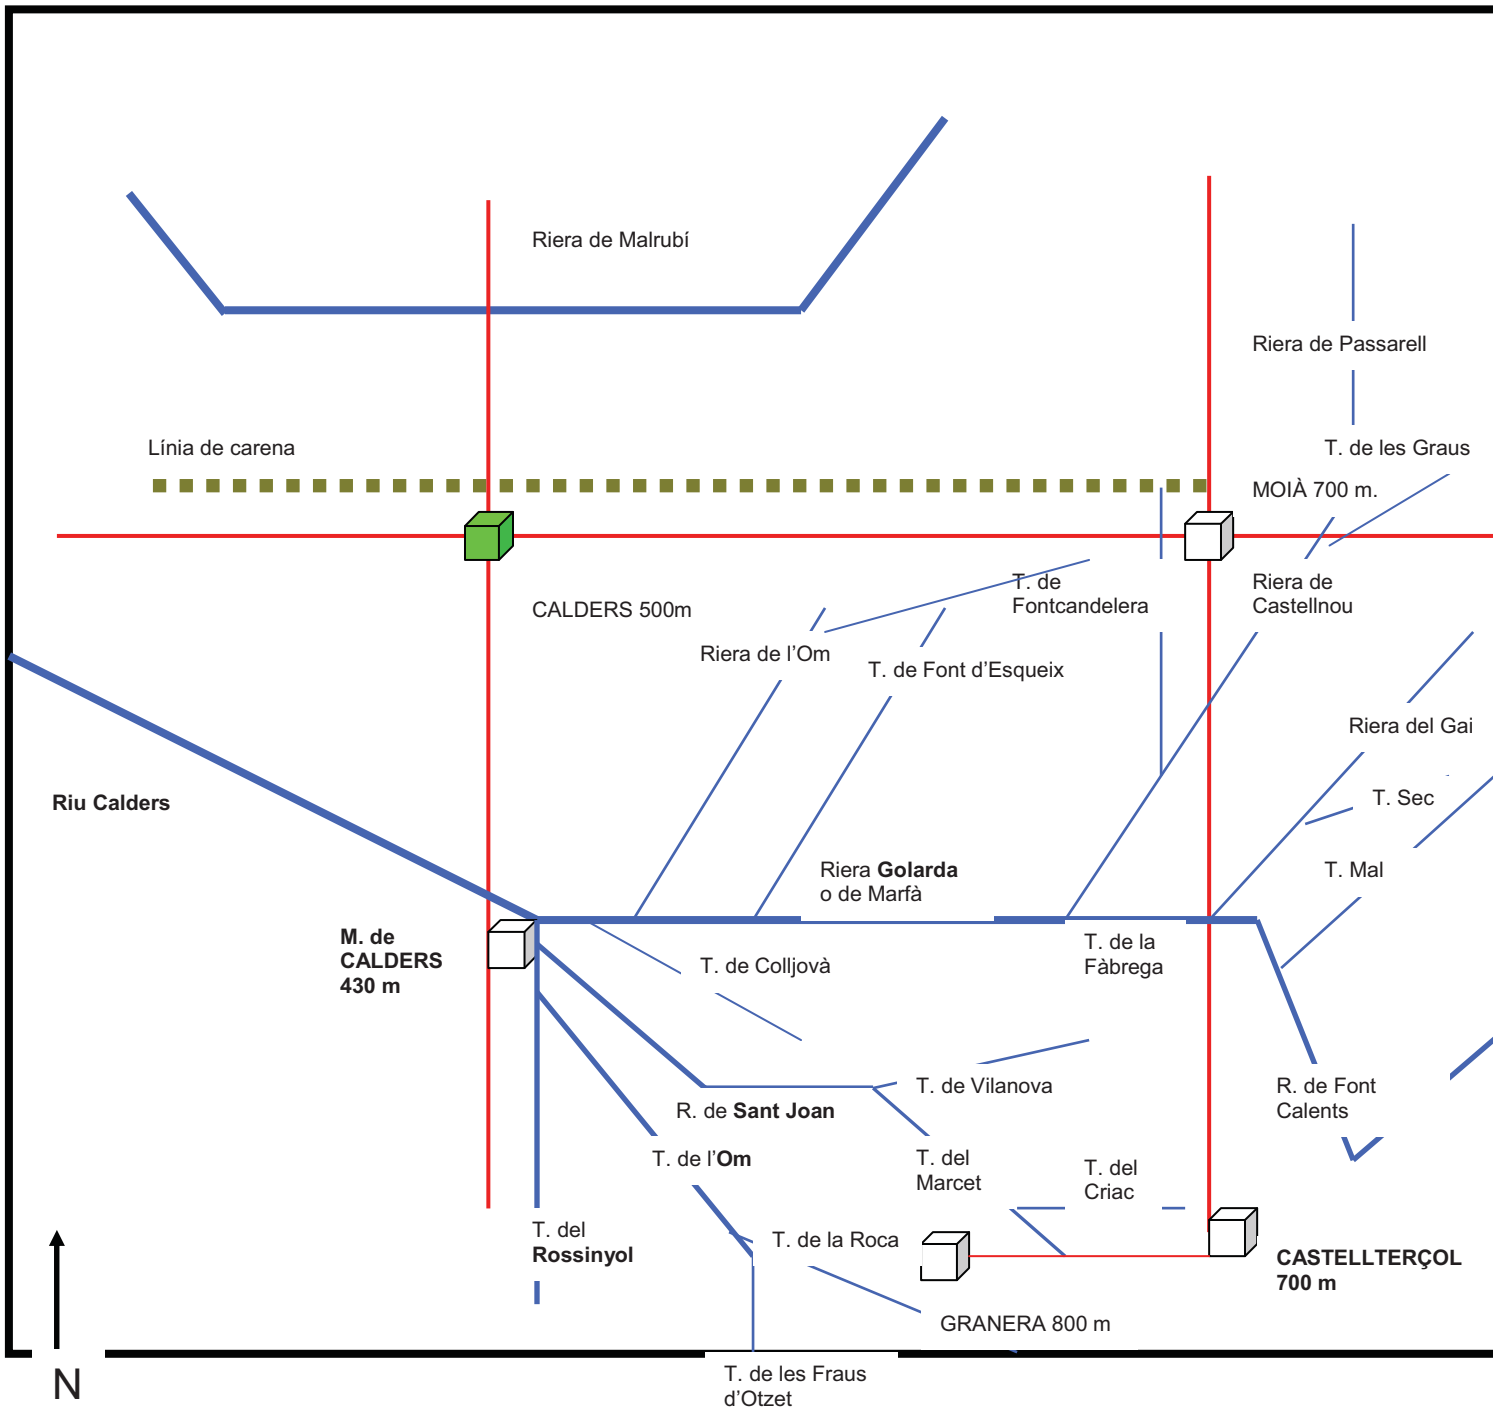 Riera de Malrubí
Riera de Passarell
Línia de carena
T. de les Graus
MOIÀ 700 m.
T. de
Fontcandelera
Riera de
Castellnou
CALDERS 500m
Riera de l'Om
T. de Font d'Esqueix
Riera del Gai
Riu Calders
T. Sec
Riera Golarda
o de Marfà
T. Mal
M. de
CALDERS
430 m
T. de Colljovà
T. de la
Fàbrega
T. de Vilanova
R. de Font
Calents
R. de Sant Joan
T. de l'Om
T. del
Marcet
T. del
Criac
T. del
Rossinyol
T. de la Roca
CASTELLTERÇOL
700 m
GRANERA 800 m
N
T. de les Fraus
d'Otzet